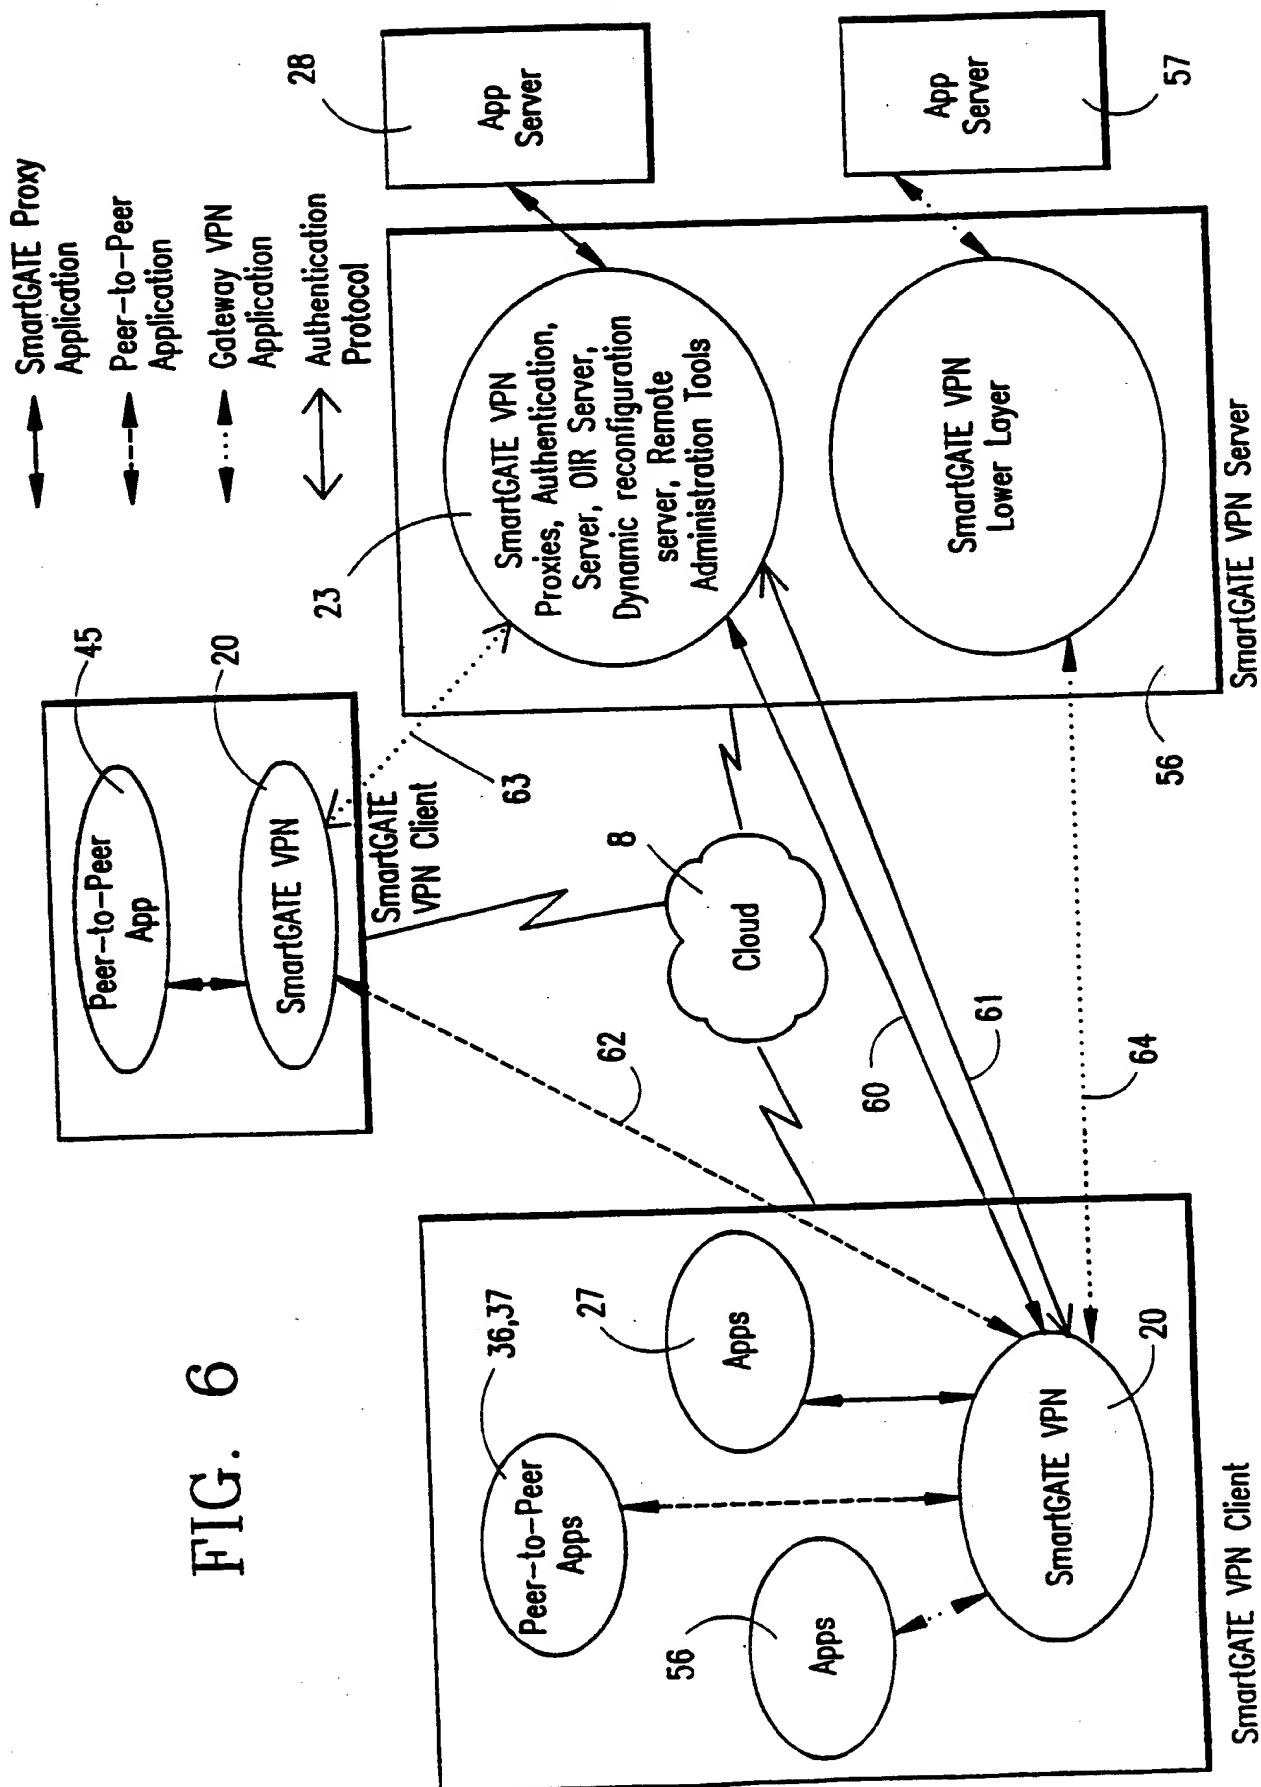 FIG. 6
SmartGATE Proxy
Application
Peer-to-Peer
Application
Gateway VPN
Application
Authentication
Protocol
45
Peer-to-Peer
App
20
SmartGATE VPN
SmartGATE
VPN Client
63
62
36,37
Peer-to-Peer
Apps
27
Apps
56
Apps
SmartGATE VPN
20
SmartGATE VPN Client
8
Cloud
60
61
64
23
SmartGATE VPN
Proxies, Authentication,
Server, OIR Server,
Dynamic reconfiguration
server, Remote
Administration Tools
SmartGATE VPN
Lower Layer
56
SmartGATE VPN Server
28
App
Server
App
Server
57